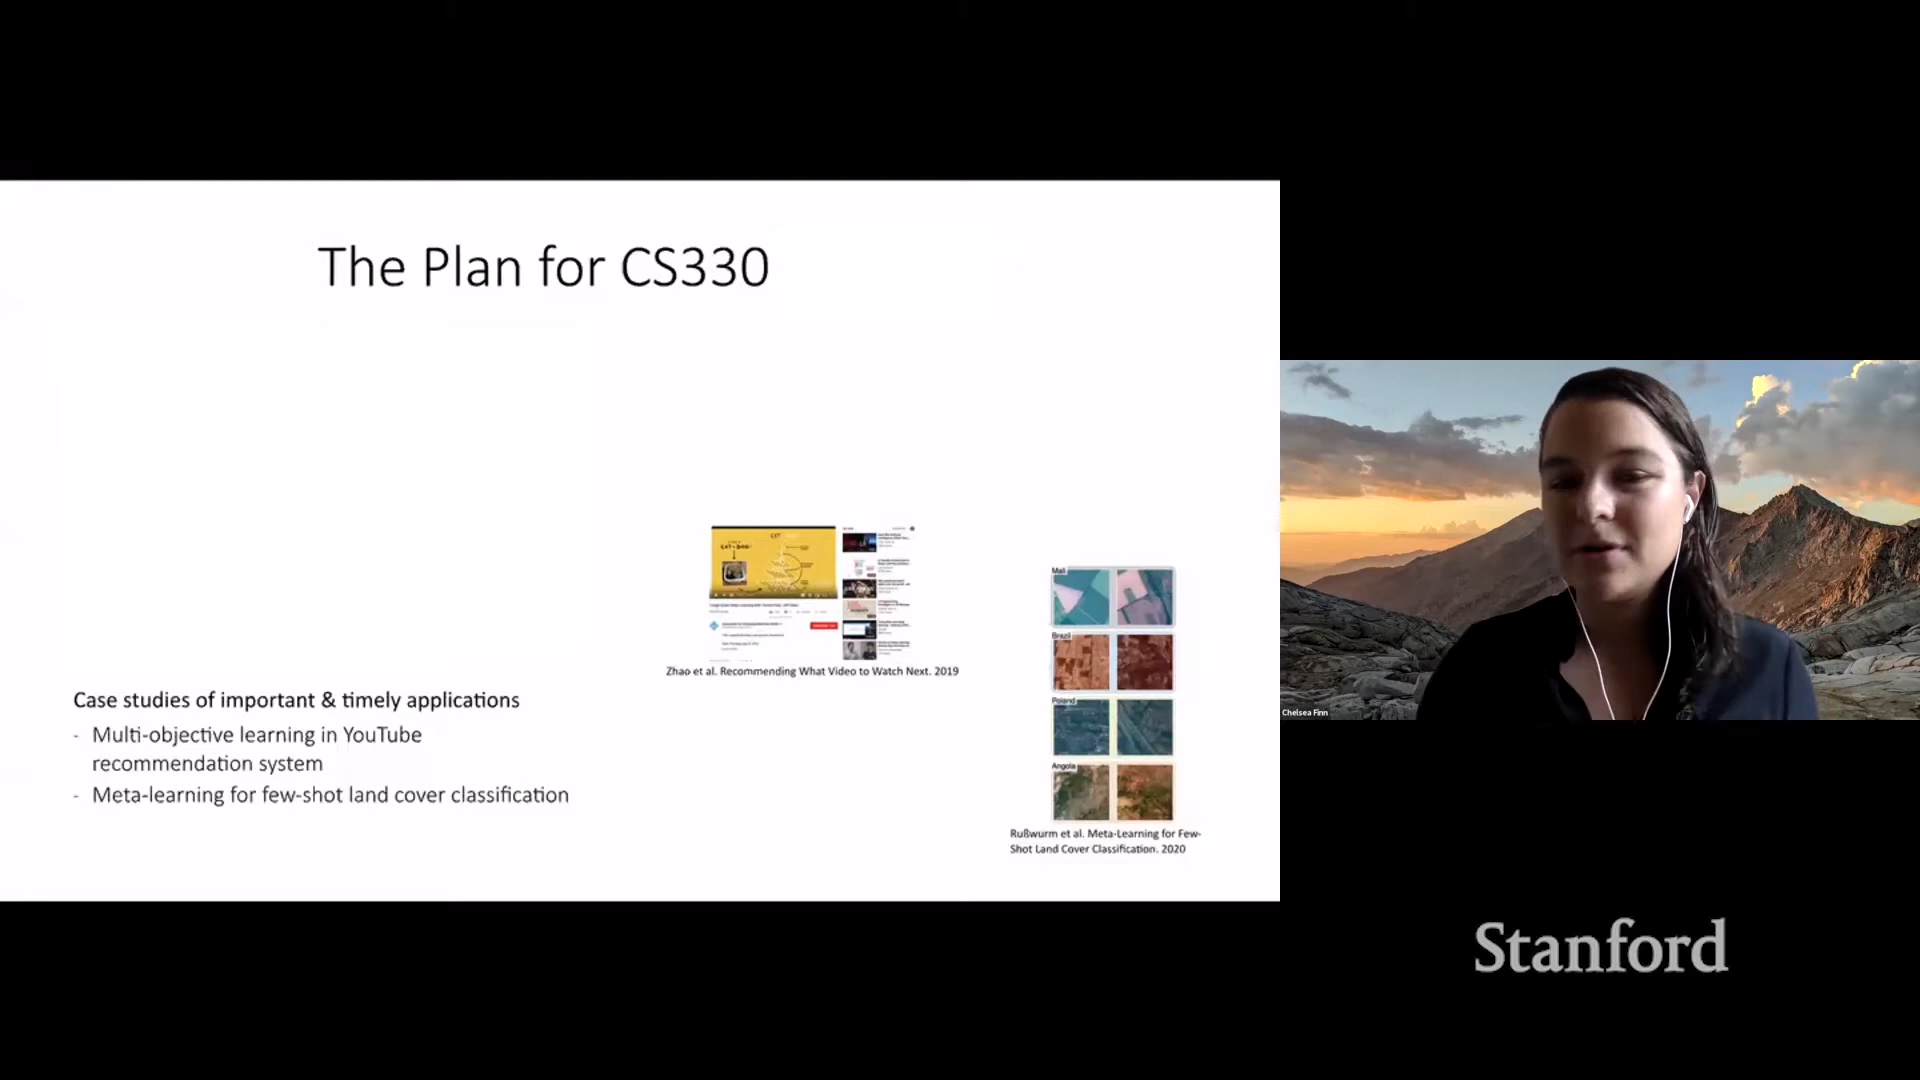 The Plan for CS330
Zhao et al. Recommending What Video to Watch Next. 2019
Case studies of important & timely applications
- Multi-objective learning in YouTube
recommendation system
- Meta-learning for few-shot land cover classification
Mali
Brazil
Poland
Angola
Rußwurm et al. Meta-Learning for Few-
Shot Land Cover Classification. 2020
Chelsea Finn
Stanford